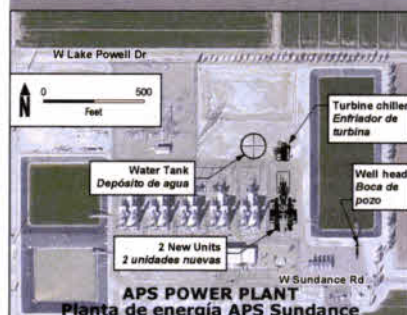 W Lake Powell Dr
N
0 500
Feet
Turbine chiller
Enfriador de
turbina
Water Tank
Depósito de agua
Well head
Boca de
pozo
2 New Units
2 unidades nuevas
W Sundance Rd
APS POWER PLANT
Planta de energía APS Sundance